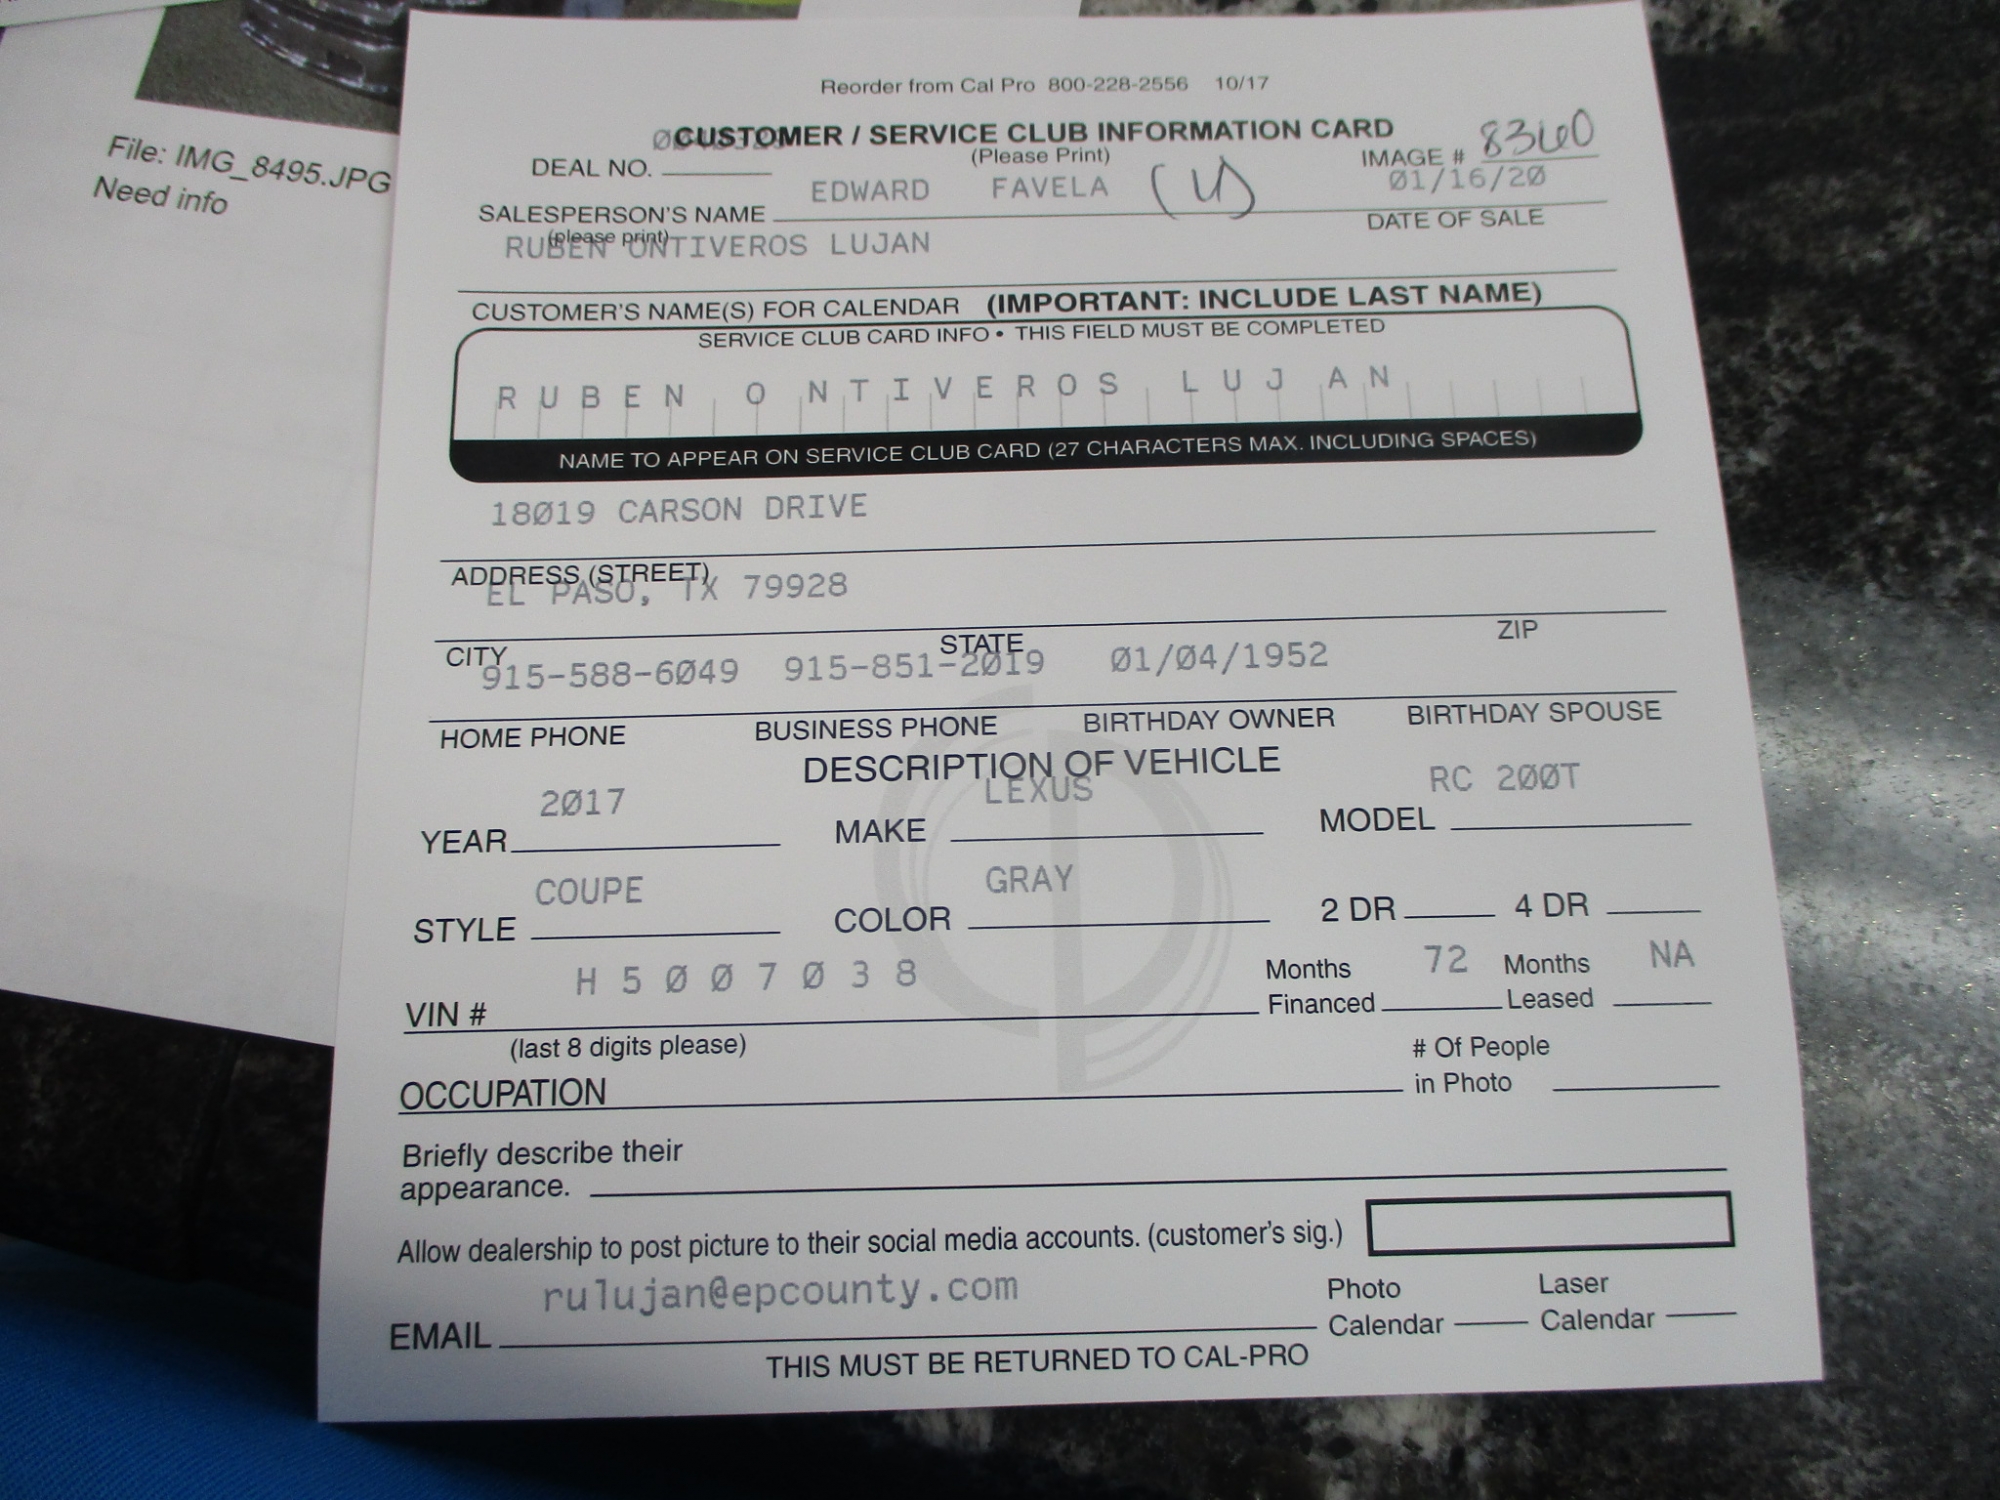 File: IMG_8495.JPG
Need info
Reorder from Cal Pro 800-228-2556 10/17
CUSTOMER / SERVICE CLUB INFORMATION CARD
(Please Print)
DEAL NO.
IMAGE # 8360
EDWARD FAVELA (U)
01/16/20
SALESPERSON'S NAME
(please print)
DATE OF SALE
RUBEN ONTIVEROS LUJAN
CUSTOMER'S NAME(S) FOR CALENDAR (IMPORTANT: INCLUDE LAST NAME)
SERVICE CLUB CARD INFO • THIS FIELD MUST BE COMPLETED
RUBEN ONTIVEROS LUJAN
NAME TO APPEAR ON SERVICE CLUB CARD (27 CHARACTERS MAX. INCLUDING SPACES)
18019 CARSON DRIVE
ADDRESS (STREET)
EL PASO, TX 79928
CITY STATE ZIP
915-588-6049 915-851-2019 01/04/1952
HOME PHONE BUSINESS PHONE BIRTHDAY OWNER BIRTHDAY SPOUSE
DESCRIPTION OF VEHICLE
2017 LEXUS RC 200T
YEAR MAKE MODEL
COUPE GRAY
STYLE COLOR 2 DR 4 DR
H 5 0 0 7 0 3 8
Months Financed 72 Months Leased NA
VIN #
(last 8 digits please)
# Of People
in Photo
OCCUPATION
Briefly describe their
appearance.
Allow dealership to post picture to their social media accounts. (customer's sig.)
rulujan@epcounty.com
EMAIL
Photo
Calendar
Laser
Calendar
THIS MUST BE RETURNED TO CAL-PRO